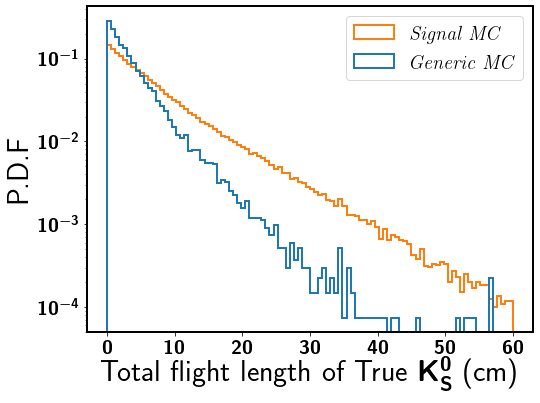 Signal MC
Generic MC
10⁻¹
10⁻²
10⁻³
10⁻⁴
P.D.F
0 10 20 30 40 50 60
Total flight length of True K⁰_S (cm)